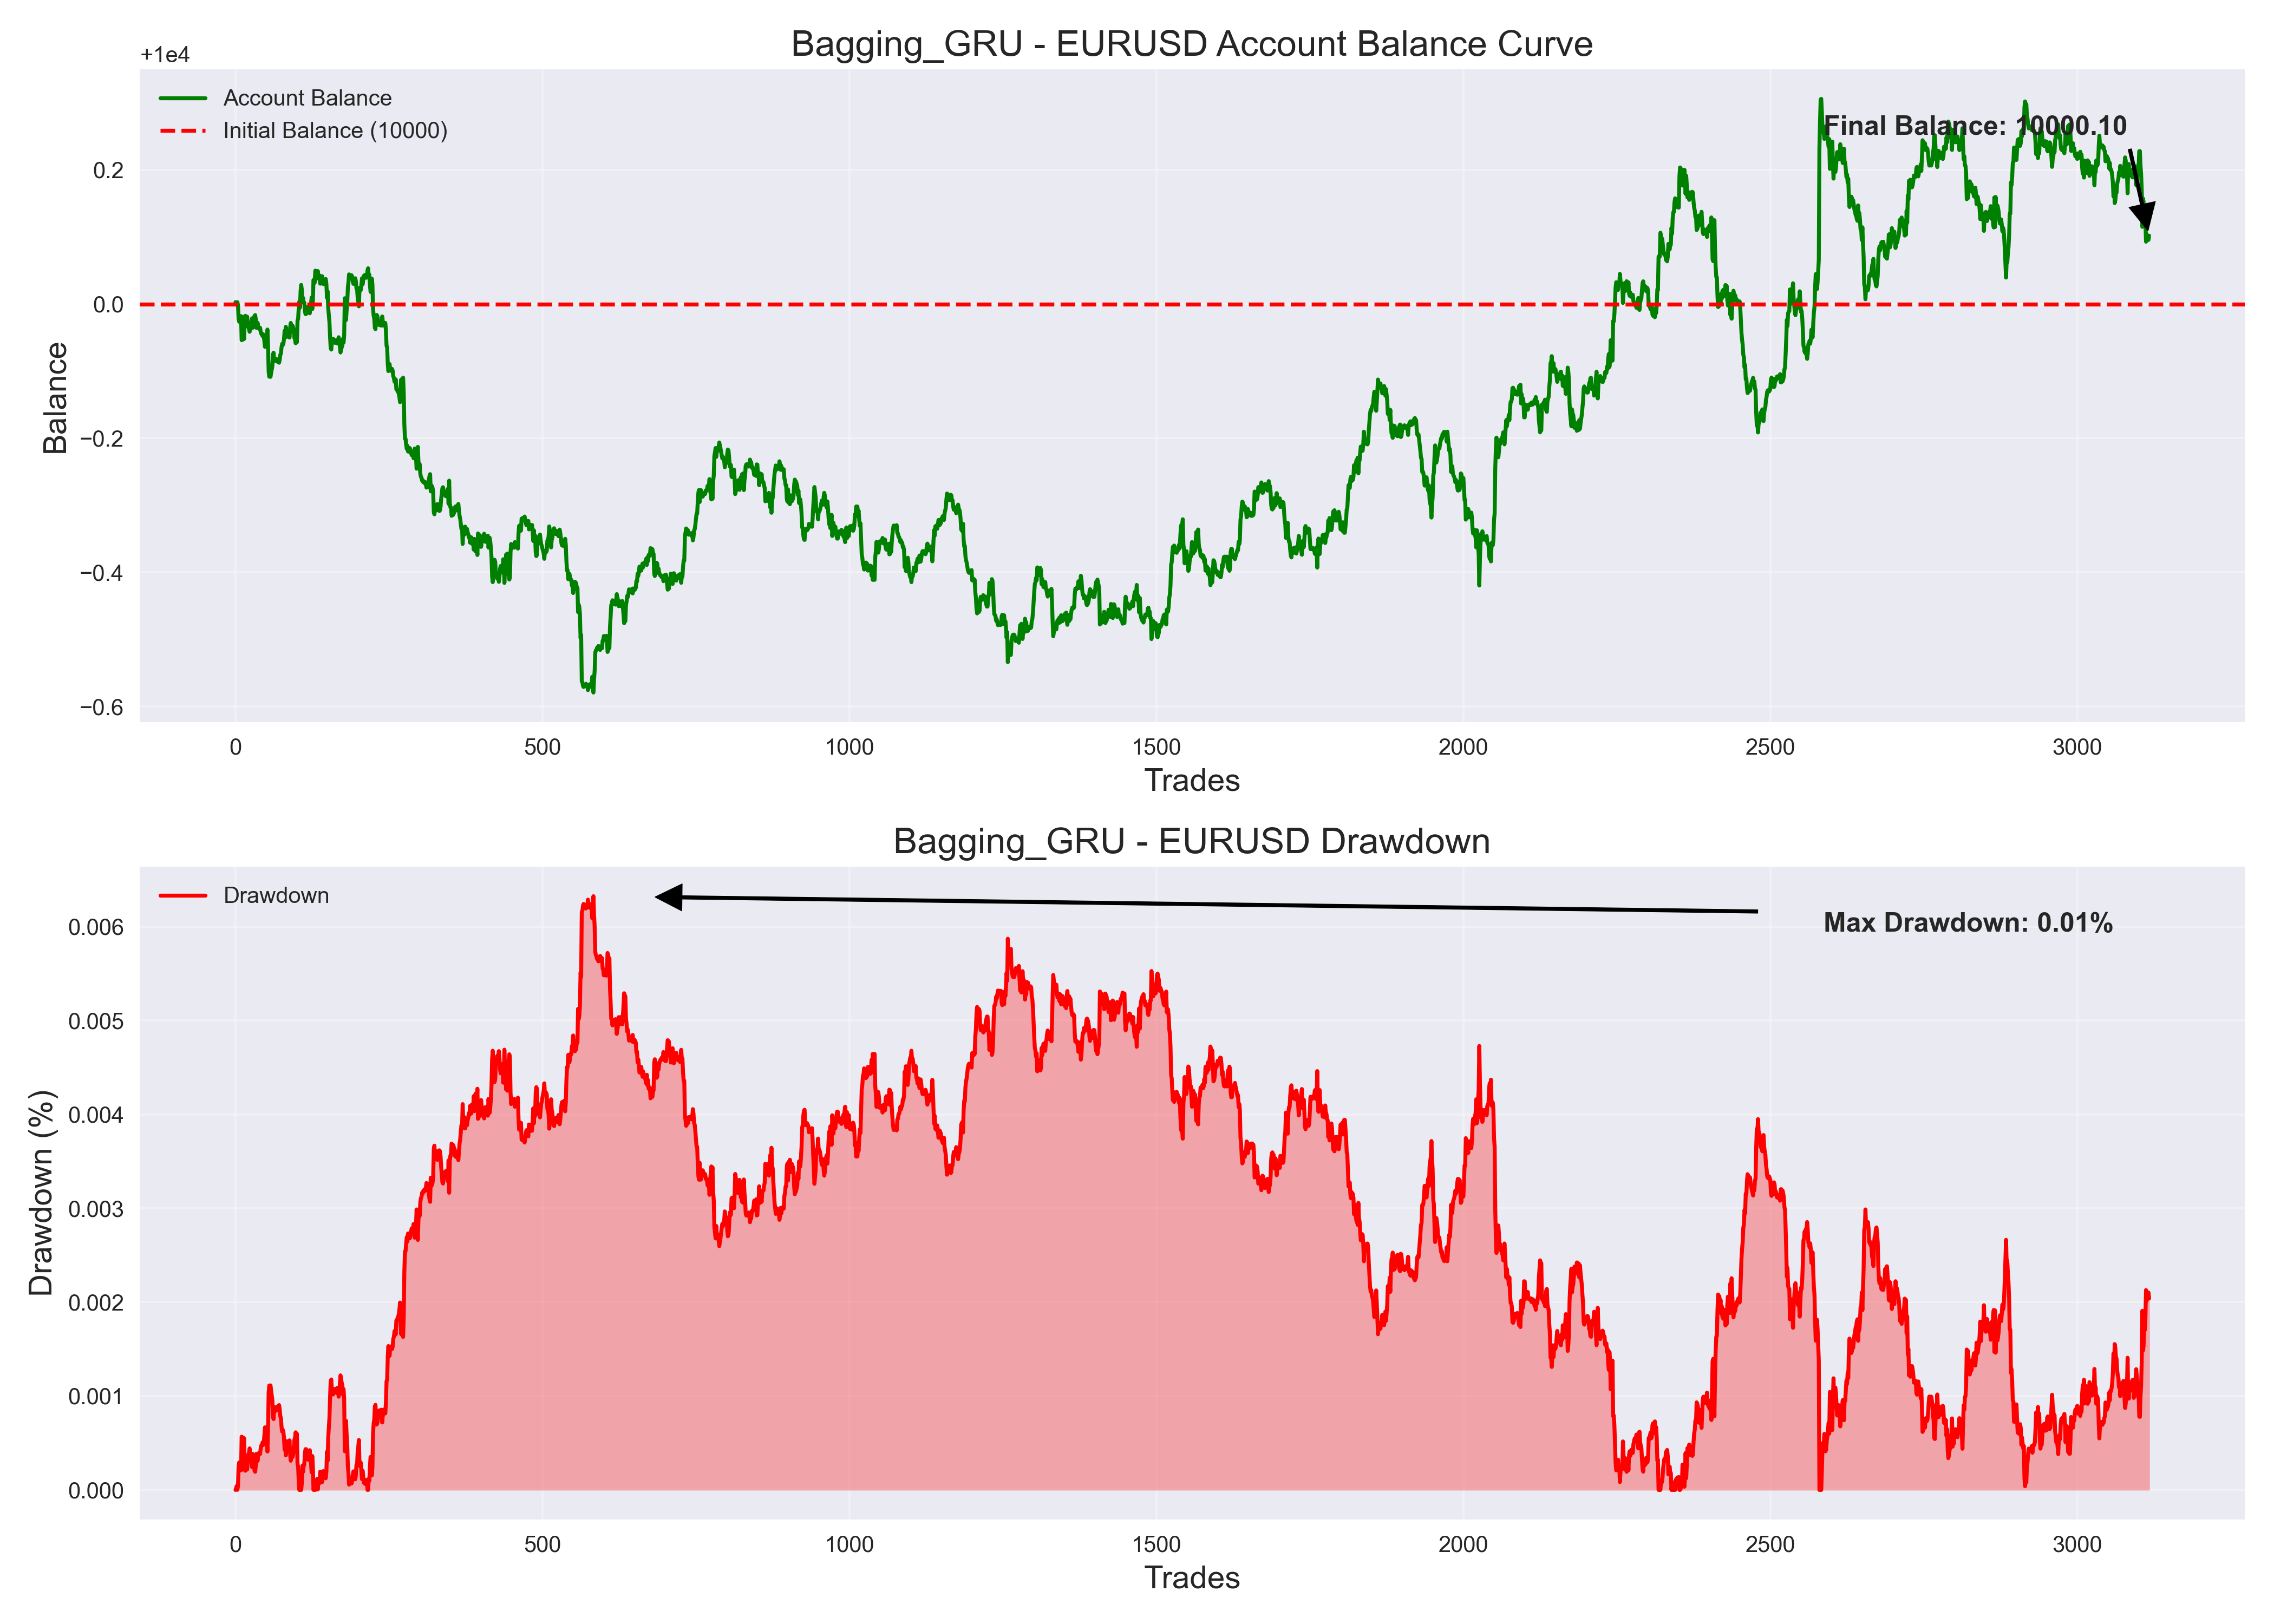 Bagging_GRU - EURUSD Account Balance Curve
+1e4
Account Balance
Initial Balance (10000)
Final Balance: 10000.10
0.2
0.0
−0.2
−0.4
−0.6
Balance
0 500 1000 1500 2000 2500 3000
Trades
Bagging_GRU - EURUSD Drawdown
Drawdown
Max Drawdown: 0.01%
0.006
0.005
0.004
0.003
0.002
0.001
0.000
Drawdown (%)
0 500 1000 1500 2000 2500 3000
Trades